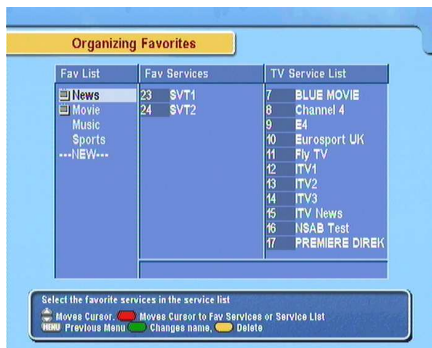 Organizing Favorites
Fav List
Fav Services
TV Service List
News
Movie
Music
Sports
---NEW---
23 SVT1
24 SVT2
7 BLUE MOVIE
8 Channel 4
9 E4
10 Eurosport UK
11 Fly TV
12 ITV1
13 ITV2
14 ITV3
15 ITV News
16 NSAB Test
17 PREMIERE DIREK
Select the favorite services in the service list
Moves Cursor, Moves Cursor to Fav Services or Service List
MENU Previous Menu Changes name, Delete